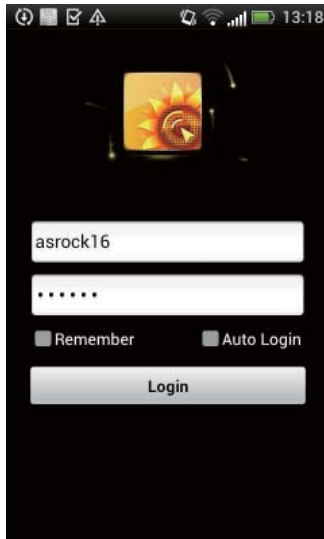 13:18
asrock16
••••••
Remember Auto Login
Login